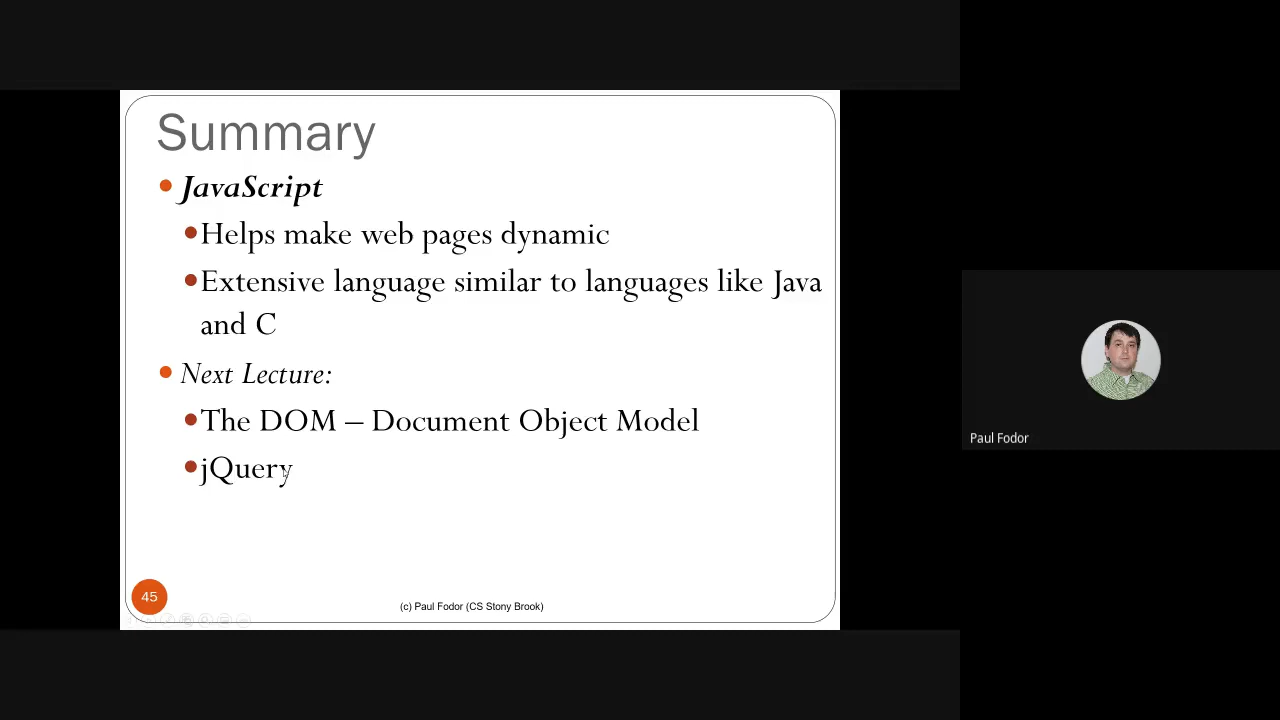 Summary
JavaScript
Helps make web pages dynamic
Extensive language similar to languages like Java
and C
Next Lecture:
The DOM – Document Object Model
jQuery
45
(c) Paul Fodor (CS Stony Brook)
Paul Fodor